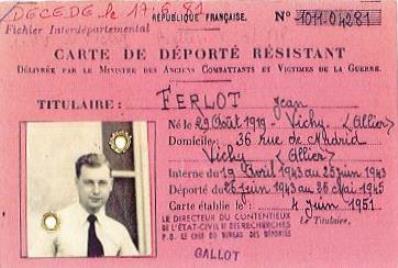 DECEDE le 17.6.81
REPUBLIQUE FRANÇAISE. N° 1011.04281
Fichier Interdépartemental
CARTE DE DÉPORTÉ RÉSISTANT
DÉLIVRÉE PAR LE MINISTRE DES ANCIENS COMBATTANTS ET VICTIMES DE LA GUERRE.
TITULAIRE : FERLOT Jean
Né le 29 Août 1919 - Vichy - (Allier)
Domicile: 36 rue de Madrid
Vichy (Allier)
Interné du 19 Avril 1943 au 25 juin 1943
Déporté du 26 juin 1943 au 26 Mai 1945
Carte établie le: 4 Juin 1951
LE DIRECTEUR DU CONTENTIEUX Le Titulaire,
DE L'ÉTAT-CIVIL & DES RECHERCHES
P.O. LE CHEF DU BUREAU DES DÉPORTÉS
GALLOT